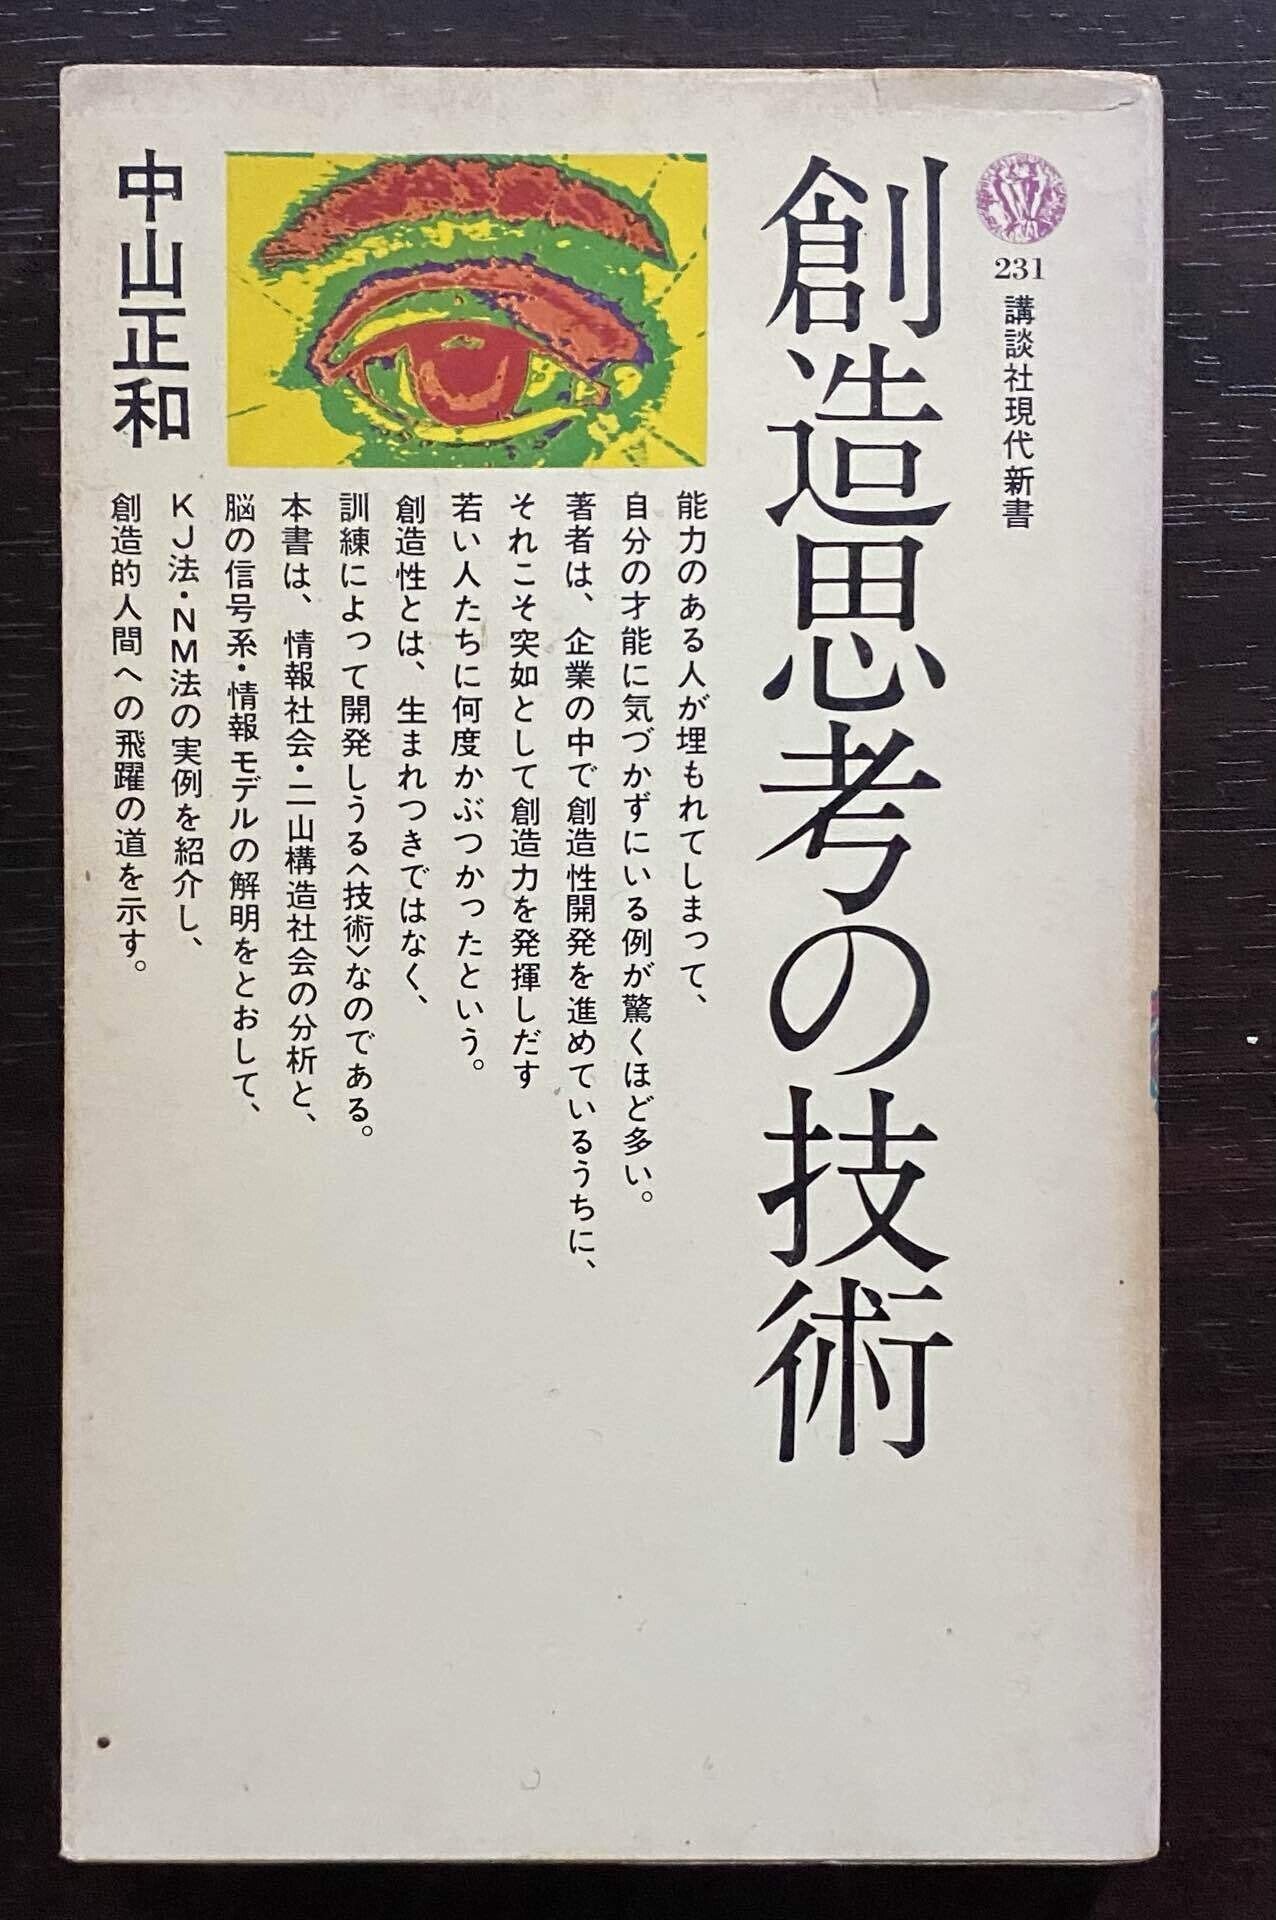 231
講談社現代新書
創造思考の技術
中山正和
能力のある人が埋もれてしまって、
自分の才能に気づかずにいる例が驚くほど多い。
著者は、企業の中で創造性開発を進めているうちに、
それこそ突如として創造力を発揮しだす
若い人たちに何度かぶつかったという。
創造性とは、生まれつきではなく、
訓練によって開発しうる〈技術〉なのである。
本書は、情報社会・二山構造社会の分析と、
脳の信号系・情報モデルの解明をとおして、
KJ法・NM法の実例を紹介し、
創造的人間への飛躍の道を示す。